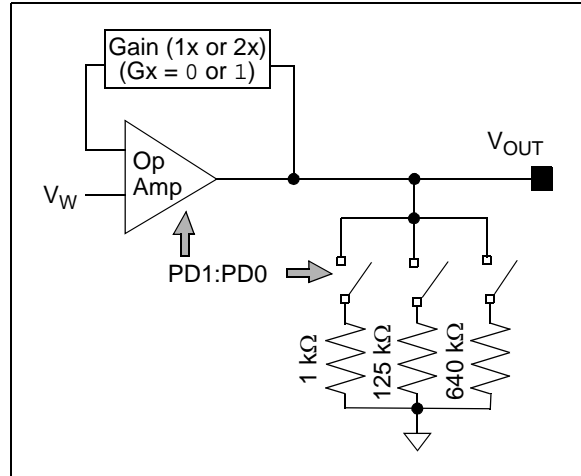 Gain (1x or 2x)
(Gx = 0 or 1)
Op
Amp
VW
VOUT
PD1:PD0
1 kΩ
125 kΩ
640 kΩ